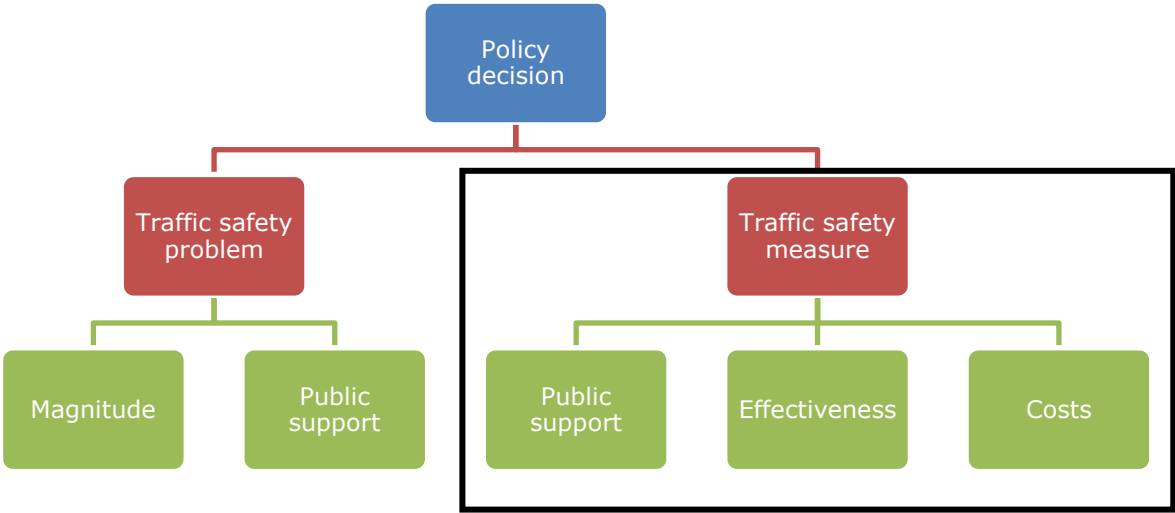 Policy
decision
Traffic safety
problem
Traffic safety
measure
Magnitude
Public
support
Public
support
Effectiveness
Costs